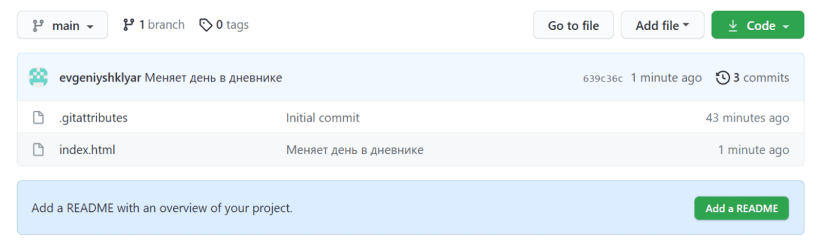 main 1 branch 0 tags Go to file Add file Code
evgeniyshklyar Меняет день в дневнике 639c36c 1 minute ago 3 commits
.gitattributes Initial commit 43 minutes ago
index.html Меняет день в дневнике 1 minute ago
Add a README with an overview of your project. Add a README